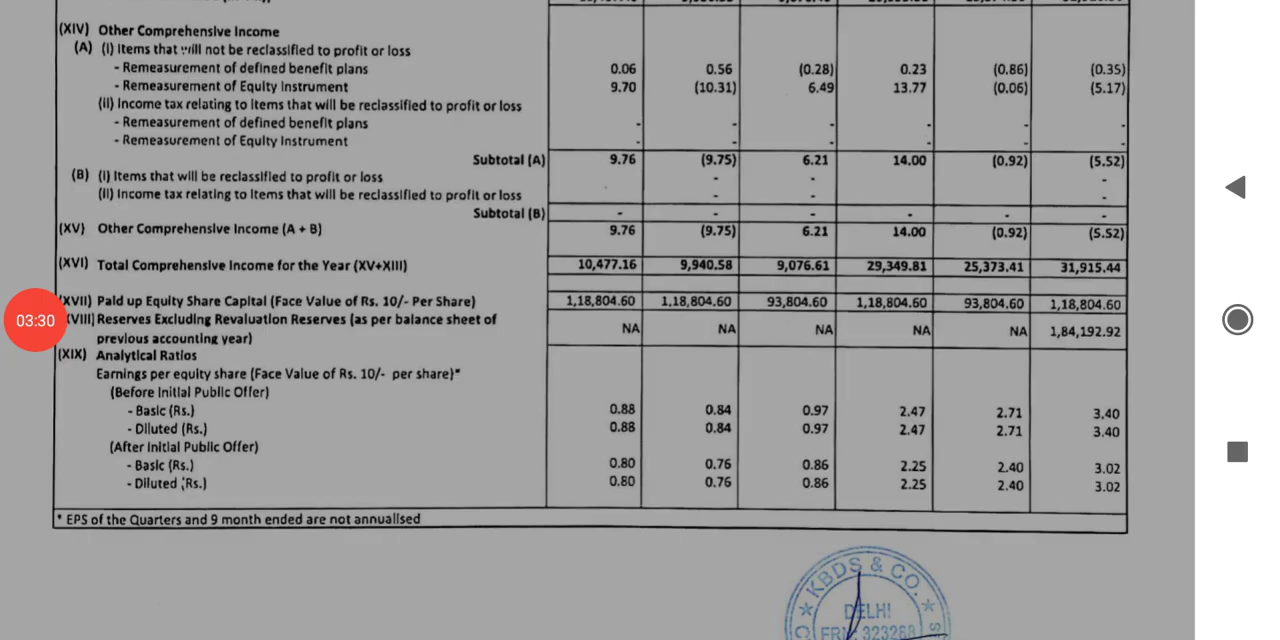 (XIV) Other Comprehensive Income
(A) (i) Items that will not be reclassified to profit or loss
- Remeasurement of defined benefit plans 0.06 0.56 (0.28) 0.23 (0.86) (0.35)
- Remeasurement of Equity Instrument 9.70 (10.31) 6.49 13.77 (0.06) (5.17)
(ii) Income tax relating to Items that will be reclassified to profit or loss
- Remeasurement of defined benefit plans - - - - - -
- Remeasurement of Equity Instrument - - - - - -
Subtotal (A) 9.76 (9.75) 6.21 14.00 (0.92) (5.52)
(B) (i) Items that will be reclassified to profit or loss - - -
(ii) Income tax relating to Items that will be reclassified to profit or loss - - -
Subtotal (B) - - - - - -
(XV) Other Comprehensive Income (A + B) 9.76 (9.75) 6.21 14.00 (0.92) (5.52)
(XVI) Total Comprehensive Income for the Year (XV+XIII) 10,477.16 9,940.58 9,076.61 29,349.81 25,373.41 31,915.44
(XVII) Paid up Equity Share Capital (Face Value of Rs. 10/- Per Share) 1,18,804.60 1,18,804.60 93,804.60 1,18,804.60 93,804.60 1,18,804.60
03:30
XVIII) Reserves Excluding Revaluation Reserves (as per balance sheet of
previous accounting year) NA NA NA NA NA 1,84,192.92
(XIX) Analytical Ratios
Earnings per equity share (Face Value of Rs. 10/- per share)*
(Before Initial Public Offer)
- Basic (Rs.) 0.88 0.84 0.97 2.47 2.71 3.40
- Diluted (Rs.) 0.88 0.84 0.97 2.47 2.71 3.40
(After Initial Public Offer)
- Basic (Rs.) 0.80 0.76 0.86 2.25 2.40 3.02
- Diluted (Rs.) 0.80 0.76 0.86 2.25 2.40 3.02
* EPS of the Quarters and 9 month ended are not annualised
KBDS & CO.
DELHI